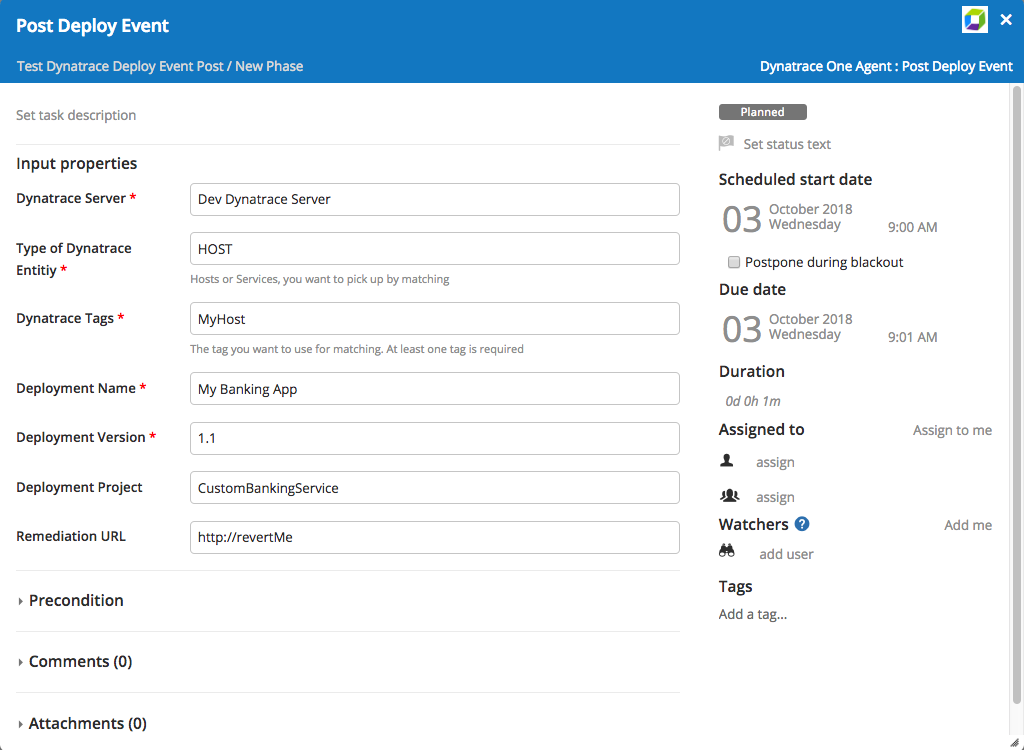 Post Deploy Event
Test Dynatrace Deploy Event Post / New Phase
Dynatrace One Agent : Post Deploy Event
Set task description
Input properties
Dynatrace Server *
Dev Dynatrace Server
Type of Dynatrace
Entitiy *
HOST
Hosts or Services, you want to pick up by matching
Dynatrace Tags *
MyHost
The tag you want to use for matching. At least one tag is required
Deployment Name *
My Banking App
Deployment Version *
1.1
Deployment Project
CustomBankingService
Remediation URL
http://revertMe
Precondition
Comments (0)
Attachments (0)
Planned
Set status text
Scheduled start date
03
October 2018
Wednesday
9:00 AM
Postpone during blackout
Due date
03
October 2018
Wednesday
9:01 AM
Duration
0d 0h 1m
Assigned to
Assign to me
assign
assign
Watchers ?
Add me
add user
Tags
Add a tag...